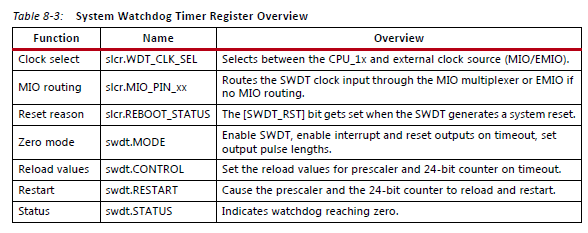 Table 8-3: System Watchdog Timer Register Overview
Function Name Overview
Clock select slcr.WDT_CLK_SEL Selects between the CPU_1x and external clock source (MIO/EMIO).
MIO routing slcr.MIO_PIN_xx Routes the SWDT clock input through the MIO multiplexer or EMIO if
no MIO routing.
Reset reason slcr.REBOOT_STATUS The [SWDT_RST] bit gets set when the SWDT generates a system reset.
Zero mode swdt.MODE Enable SWDT, enable interrupt and reset outputs on timeout, set
output pulse lengths.
Reload values swdt.CONTROL Set the reload values for prescaler and 24-bit counter on timeout.
Restart swdt.RESTART Cause the prescaler and the 24-bit counter to reload and restart.
Status swdt.STATUS Indicates watchdog reaching zero.